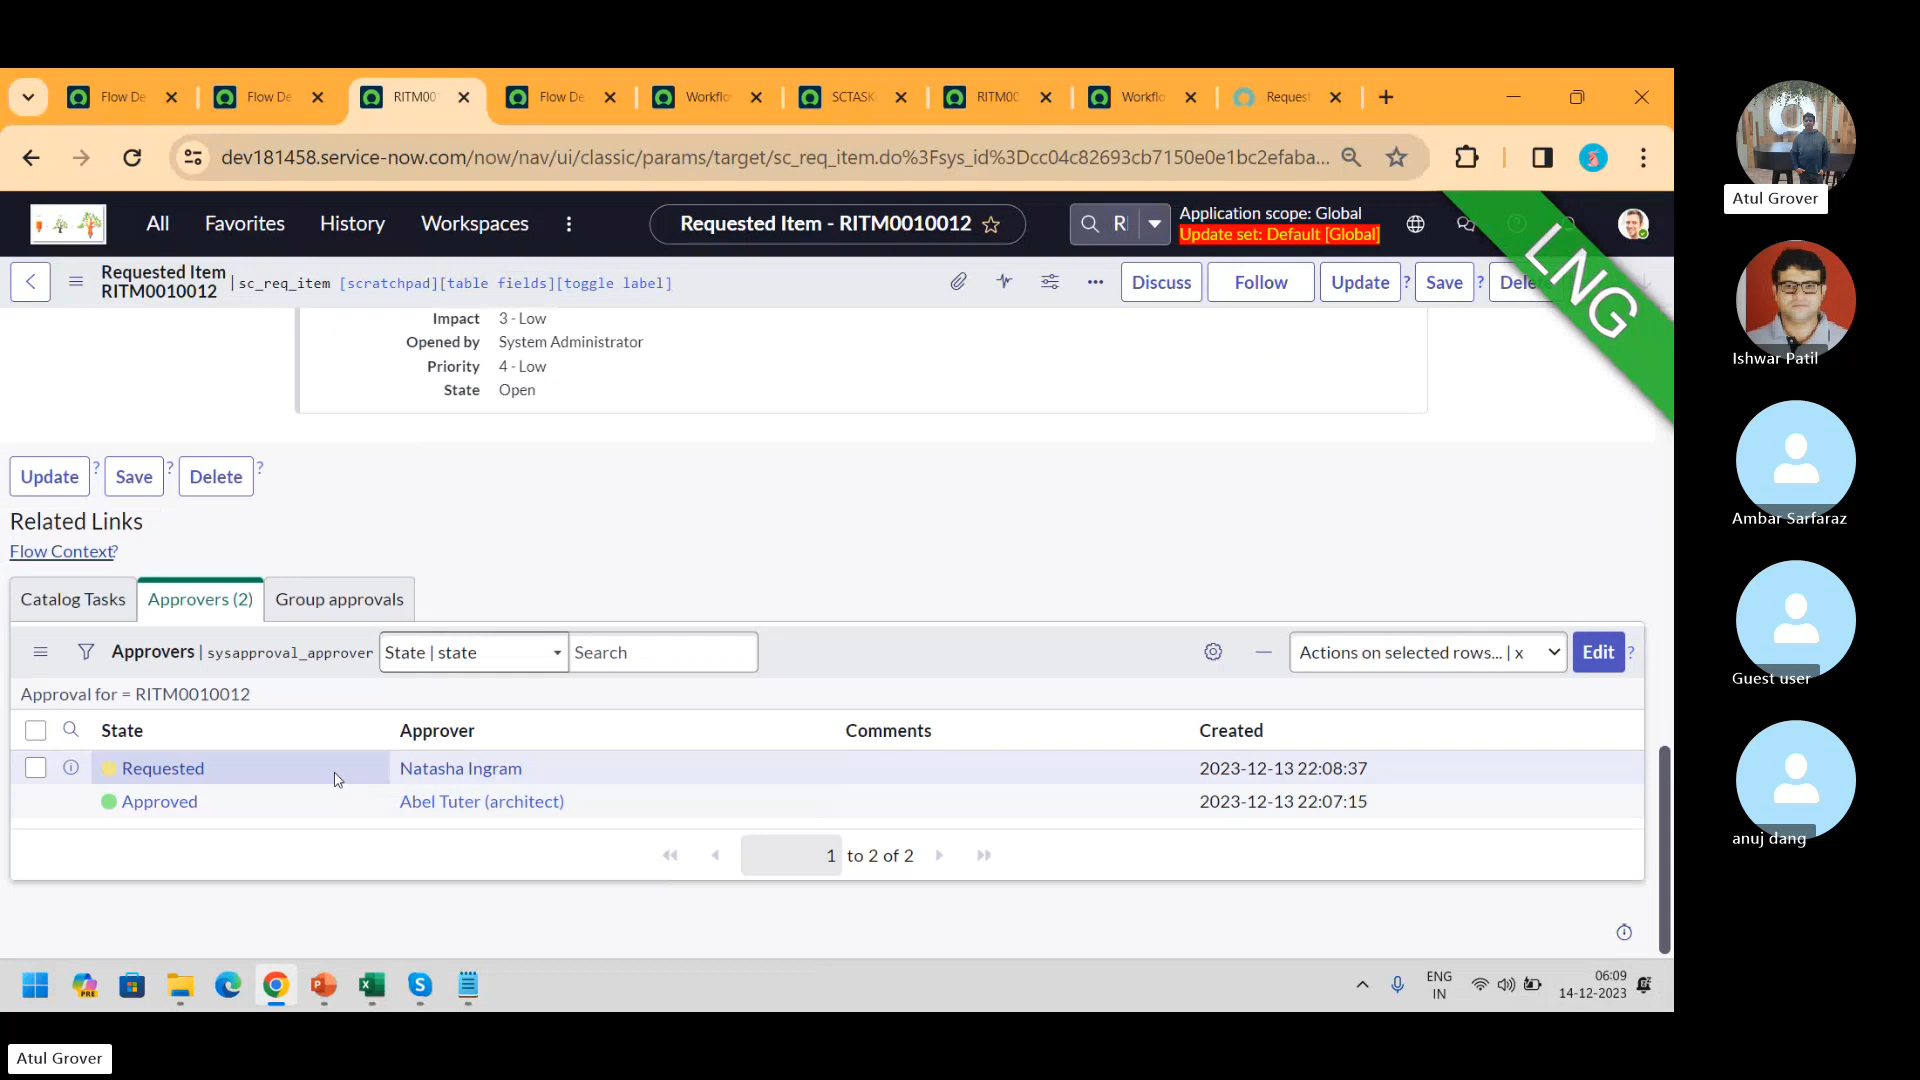 Flow De
Flow De
RITM00
Flow De
Workflo
SCTASK
RITM0C
Workflo
Request
dev181458.service-now.com/now/nav/ui/classic/params/target/sc_req_item.do%3Fsys_id%3Dcc04c82693cb7150e0e1bc2efaba...
All
Favorites
History
Workspaces
Requested Item - RITM0010012
Application scope: Global
Update set: Default [Global]
LNG
Requested Item
RITM0010012
|sc_req_item [scratchpad][table fields][toggle label]
Discuss
Follow
Update
?
Save
?
Impact 3 - Low
Opened by System Administrator
Priority 4 - Low
State Open
Update ? Save ? Delete ?
Related Links
Flow Context?
Catalog Tasks
Approvers (2)
Group approvals
Approvers | sysapproval_approver
State | state
Search
Actions on selected rows... | x
Edit ?
Approval for = RITM0010012
State Approver Comments Created
Requested Natasha Ingram 2023-12-13 22:08:37
Approved Abel Tuter (architect) 2023-12-13 22:07:15
1 to 2 of 2
PRE
ENG
IN
06:09
14-12-2023
Atul Grover
Ishwar Patil
Ambar Sarfaraz
Guest user
anuj dang
Atul Grover